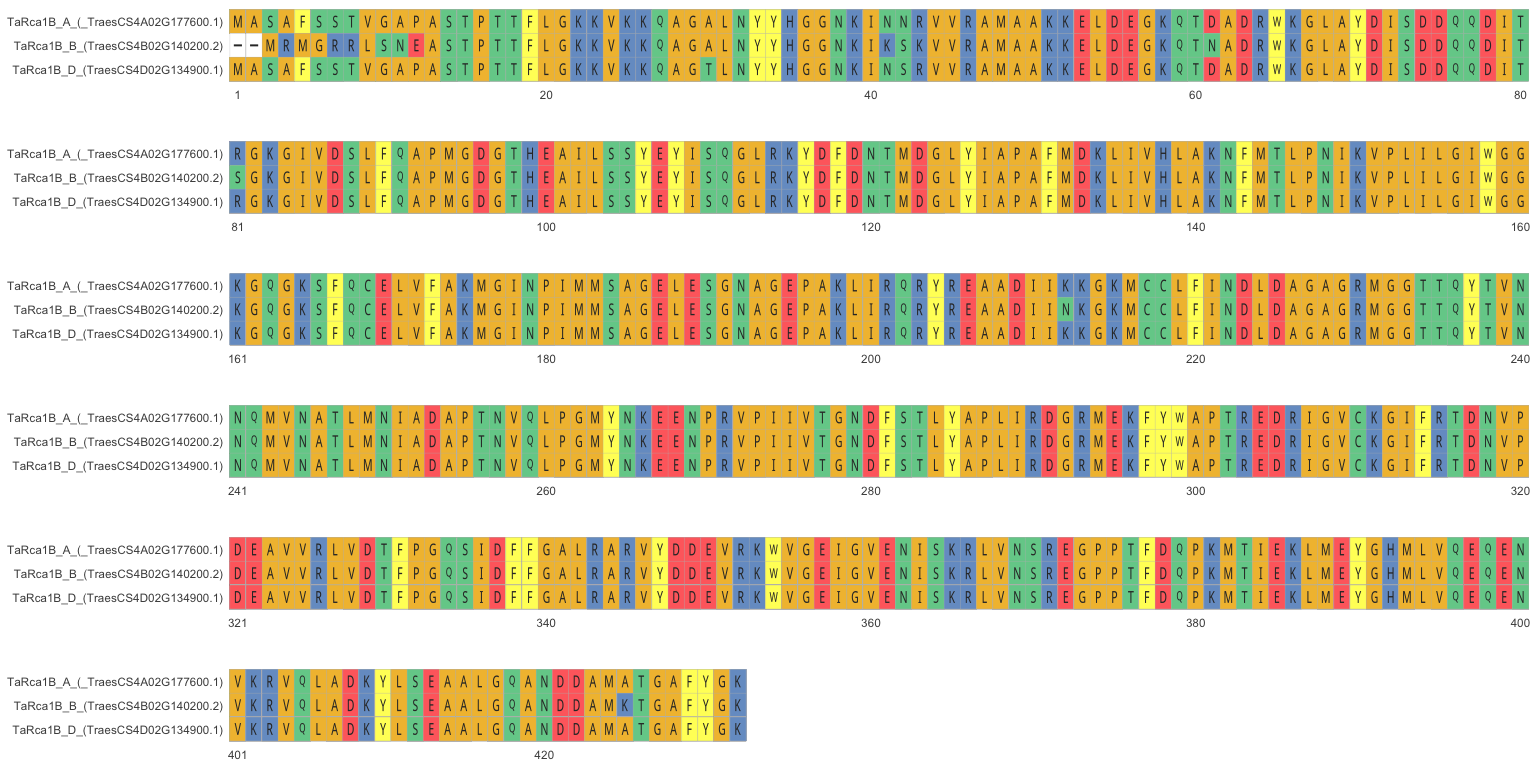 TaRca1B_A_(_TraesCS4A02G177600.1) MASAFSSTVGAPASTPTTFLGKKVKKQAGALNYYHGGNKINNRVVRAMAAKKELDEGKQTDADRWKGLAYDISDDQQDIT
TaRca1B_B_(TraesCS4B02G140200.2) --MRMGRRLSNEASTPTTFLGKKVKKQAGALNYYHGGNKIKSKVVRAMAAKKELDEGKQTNADRWKGLAYDISDDQQDIT
TaRca1B_D_(TraesCS4D02G134900.1) MASAFSSTVGAPASTPTTFLGKKVKKQAGTLNYYHGGNKINSRVVRAMAAKKELDEGKQTDADRWKGLAYDISDDQQDIT
1 20 40 60 80
TaRca1B_A_(_TraesCS4A02G177600.1) RGKGIVDSLFQAPMGDGTHEAILSSYEYISQGLRKYDFDNTMDGLYIAPAFMDKLIVHLAKNFMTLPNIKVPLILGIWGG
TaRca1B_B_(TraesCS4B02G140200.2) SGKGIVDSLFQAPMGDGTHEAILSSYEYISQGLRKYDFDNTMDGLYIAPAFMDKLIVHLAKNFMTLPNIKVPLILGIWGG
TaRca1B_D_(TraesCS4D02G134900.1) RGKGIVDSLFQAPMGDGTHEAILSSYEYISQGLRKYDFDNTMDGLYIAPAFMDKLIVHLAKNFMTLPNIKVPLILGIWGG
81 100 120 140 160
TaRca1B_A_(_TraesCS4A02G177600.1) KGQGKSFQCELVFAKMGINPIMMSAGELESGNAGEPAKLIRQRYREAADIIKKGKMCCLFINDLDAGAGRMGGTTQYTVN
TaRca1B_B_(TraesCS4B02G140200.2) KGQGKSFQCELVFAKMGINPIMMSAGELESGNAGEPAKLIRQRYREAADIINKGKMCCLFINDLDAGAGRMGGTTQYTVN
TaRca1B_D_(TraesCS4D02G134900.1) KGQGKSFQCELVFAKMGINPIMMSAGELESGNAGEPAKLIRQRYREAADIIKKGKMCCLFINDLDAGAGRMGGTTQYTVN
161 180 200 220 240
TaRca1B_A_(_TraesCS4A02G177600.1) NQMVNATLMNIADAPTNVQLPGMYNKEENPRVPIIVTGNDFSTLYAPLIRDGRMEKFYWAPTREDRIGVCKGIFRTDNVP
TaRca1B_B_(TraesCS4B02G140200.2) NQMVNATLMNIADAPTNVQLPGMYNKEENPRVPIIVTGNDFSTLYAPLIRDGRMEKFYWAPTREDRIGVCKGIFRTDNVP
TaRca1B_D_(TraesCS4D02G134900.1) NQMVNATLMNIADAPTNVQLPGMYNKEENPRVPIIVTGNDFSTLYAPLIRDGRMEKFYWAPTREDRIGVCKGIFRTDNVP
241 260 280 300 320
TaRca1B_A_(_TraesCS4A02G177600.1) DEAVVRLVDTFPGQSIDFFGALRARVYDDEVRKWVGEIGVENISKRLVNSREGPPTFDQPKMTIEKLMEYGHMLVQEQEN
TaRca1B_B_(TraesCS4B02G140200.2) DEAVVRLVDTFPGQSIDFFGALRARVYDDEVRKWVGEIGVENISKRLVNSREGPPTFDQPKMTIEKLMEYGHMLVQEQEN
TaRca1B_D_(TraesCS4D02G134900.1) DEAVVRLVDTFPGQSIDFFGALRARVYDDEVRKWVGEIGVENISKRLVNSREGPPTFDQPKMTIEKLMEYGHMLVQEQEN
321 340 360 380 400
TaRca1B_A_(_TraesCS4A02G177600.1) VKRVQLADKYLSEAALGQANDDAMATGAFYGK
TaRca1B_B_(TraesCS4B02G140200.2) VKRVQLADKYLSEAALGQANDDAMKTGAFYGK
TaRca1B_D_(TraesCS4D02G134900.1) VKRVQLADKYLSEAALGQANDDAMATGAFYGK
401 420